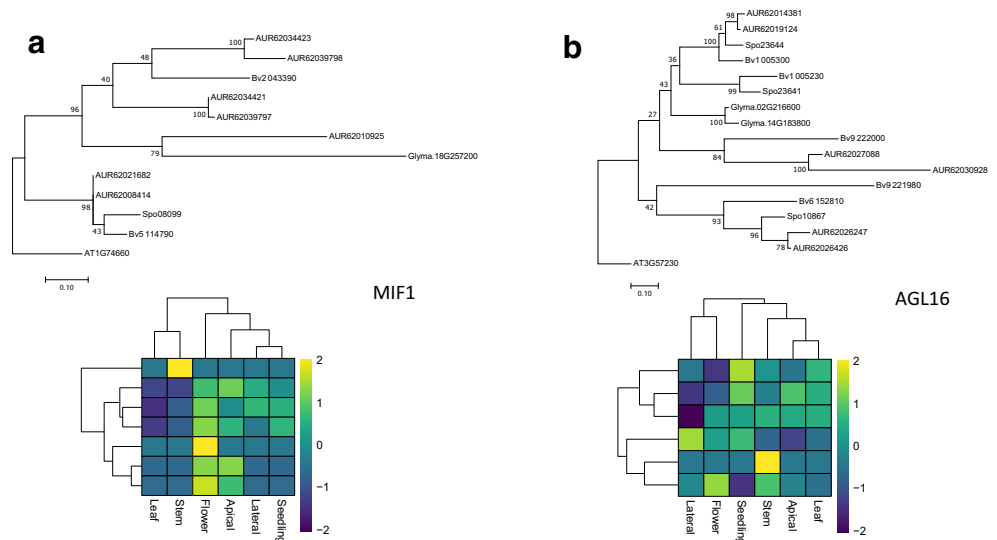 a
AUR62034423
100
AUR62039798
48
Bv2 043390
40
AUR62034421
100
AUR62039797
96
AUR62010925
79
Glyma.18G257200
AUR62021682
AUR62008414
98
Spo08099
43
Bv5 114790
AT1G74660
0.10
MIF1
2
1
0
−1
−2
Leaf
Stem
Flower
Apical
Lateral
Seedling
b
AUR62014381
98
AUR62019124
61
Spo23644
Bv1 005300
36
Bv1 005230
99
Spo23641
43
Glyma.02G216600
100
Glyma.14G183800
27
Bv9 222000
84
AUR62027088
100
AUR62030928
Bv9 221980
42
Bv6 152810
93
Spo10867
96
AUR62026247
78
AUR62026426
AT3G57230
0.10
AGL16
2
1
0
−1
−2
Lateral
Flower
Seedling
Stem
Apical
Leaf